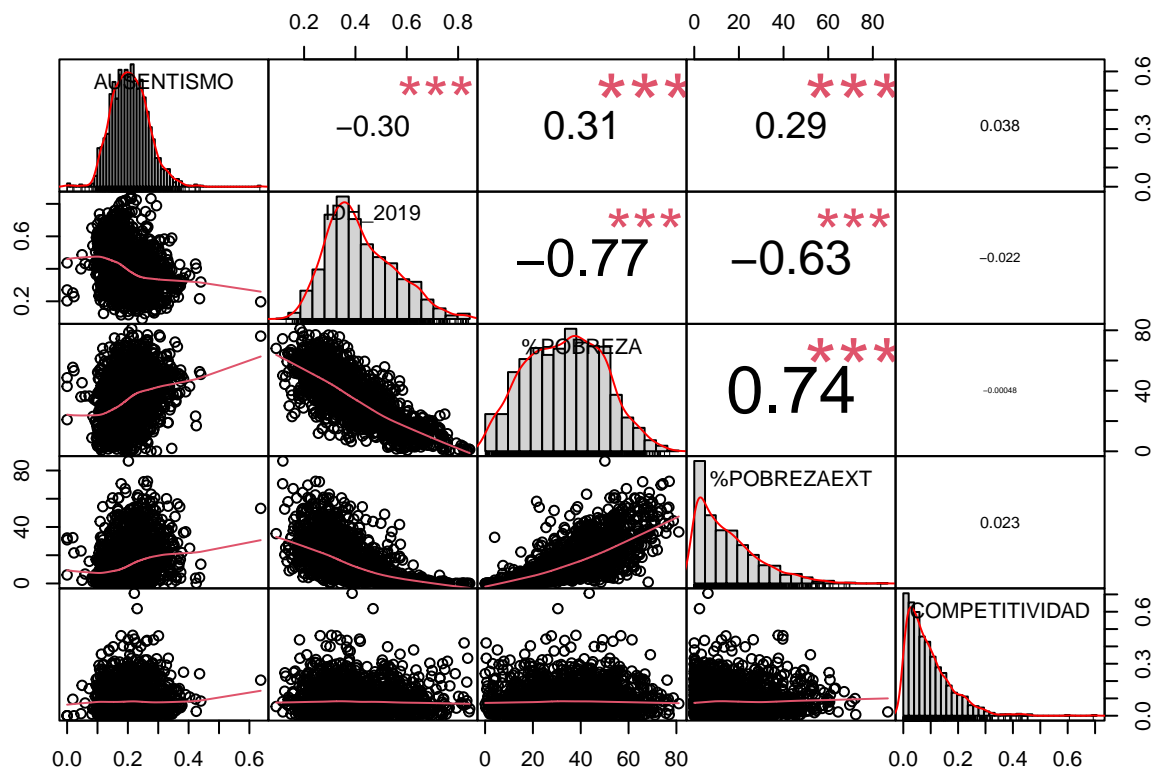 0.2 0.4 0.6 0.8 0 20 40 60 80
AUSENTISMO *** −0.30 *** 0.31 *** 0.29 0.038 0.0 0.3 0.6
0.2 0.6 *** −0.77 *** −0.63 −0.022
%POBREZA *** 0.74 −0.00048 0 40 80
0 40 80 %POBREZAEXT 0.023
COMPETITIVIDAD 0.0 0.3 0.6
0.0 0.2 0.4 0.6 0 20 40 60 80 0.0 0.2 0.4 0.6